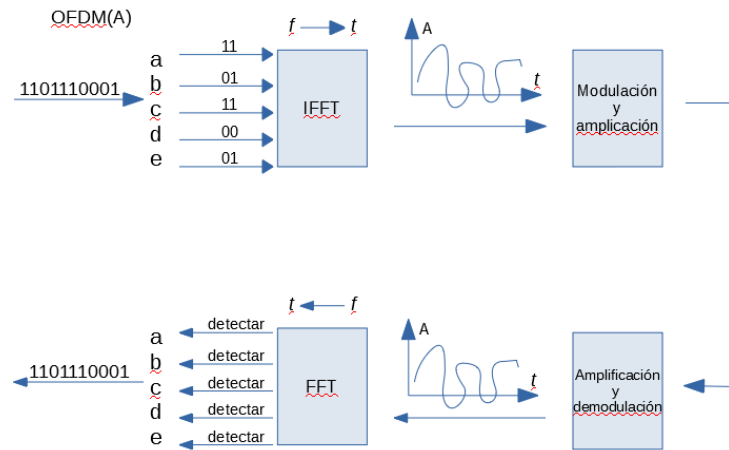 OFDM(A)
f t
1101110001
a 11
b 01
c 11
d 00
e 01
IFFT
A
t
Modulación
y
amplicación
t f
1101110001
a detectar
b detectar
c detectar
d detectar
e detectar
FFT
A
t
Amplificación
y
demodulación